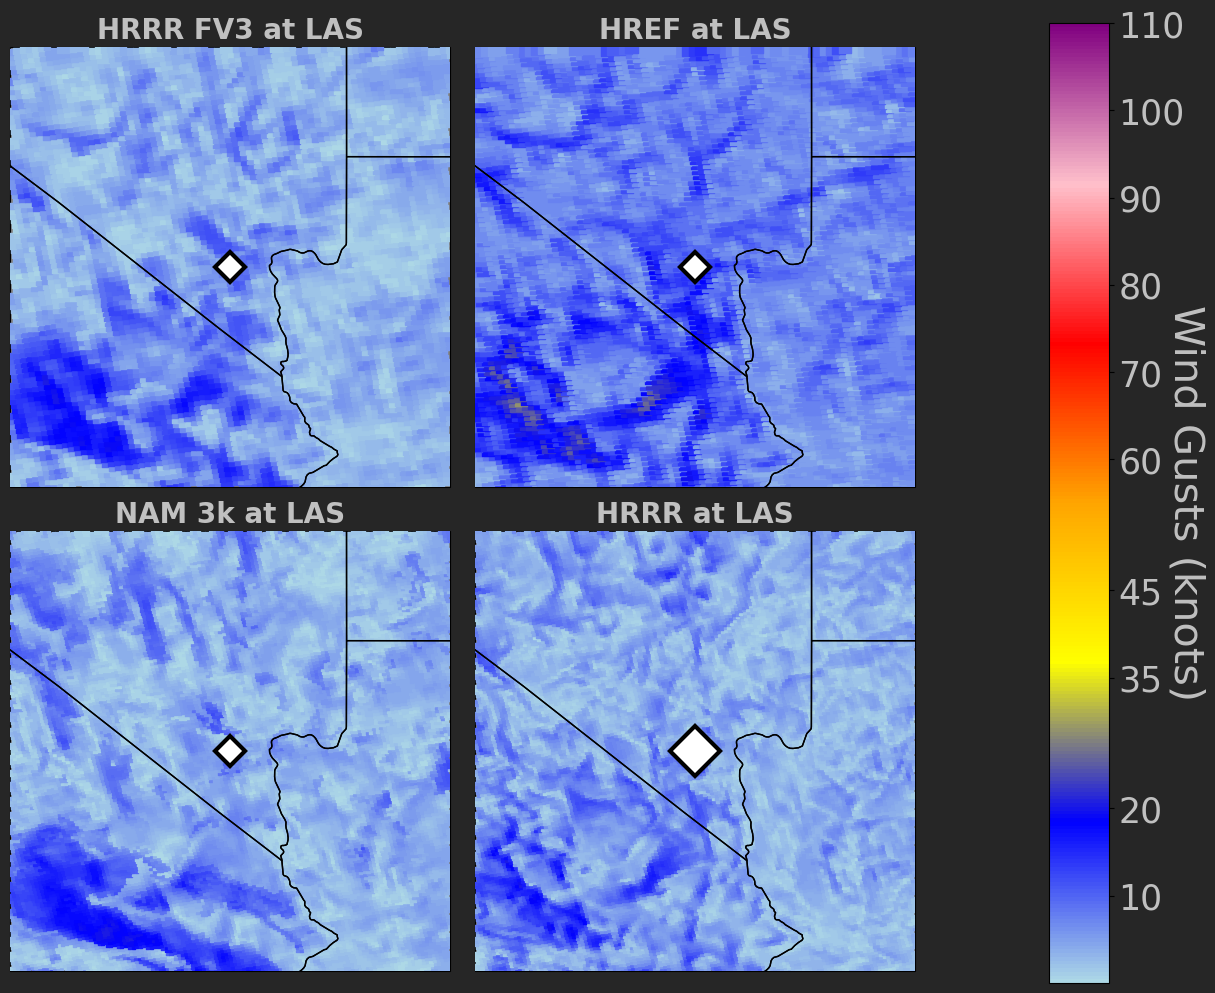 HRRR FV3 at LAS
HREF at LAS
NAM 3k at LAS
HRRR at LAS
110
100
90
80
70
60
45
35
20
10
Wind Gusts (knots)